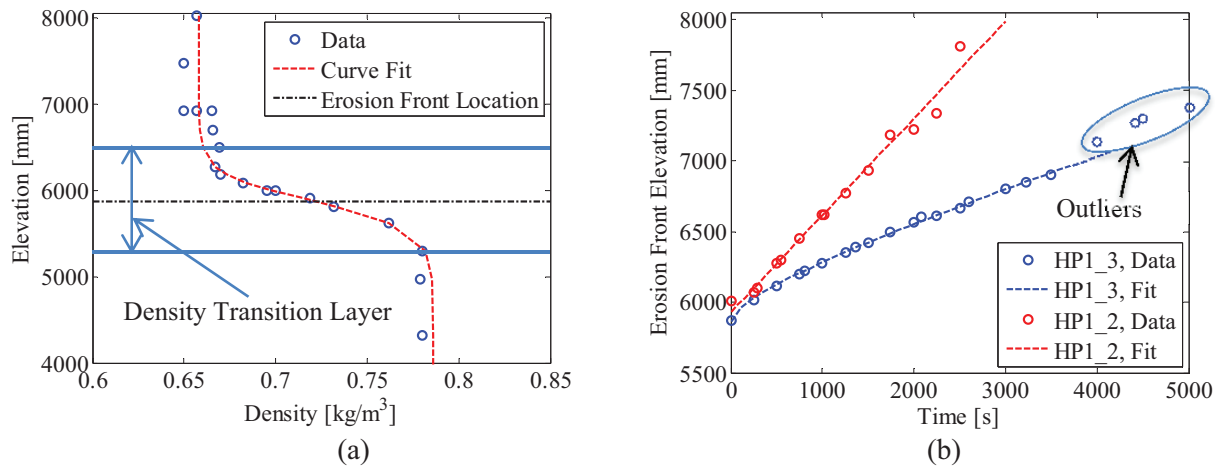 8000
7000
6000
5000
4000
Elevation [mm]
0.6
0.65
0.7
0.75
0.8
0.85
Density [kg/m³]
Data
Curve Fit
Erosion Front Location
Density Transition Layer
(a)
8000
7500
7000
6500
6000
5500
Erosion Front Elevation [mm]
0
1000
2000
3000
4000
5000
Time [s]
Outliers
HP1_3, Data
HP1_3, Fit
HP1_2, Data
HP1_2, Fit
(b)